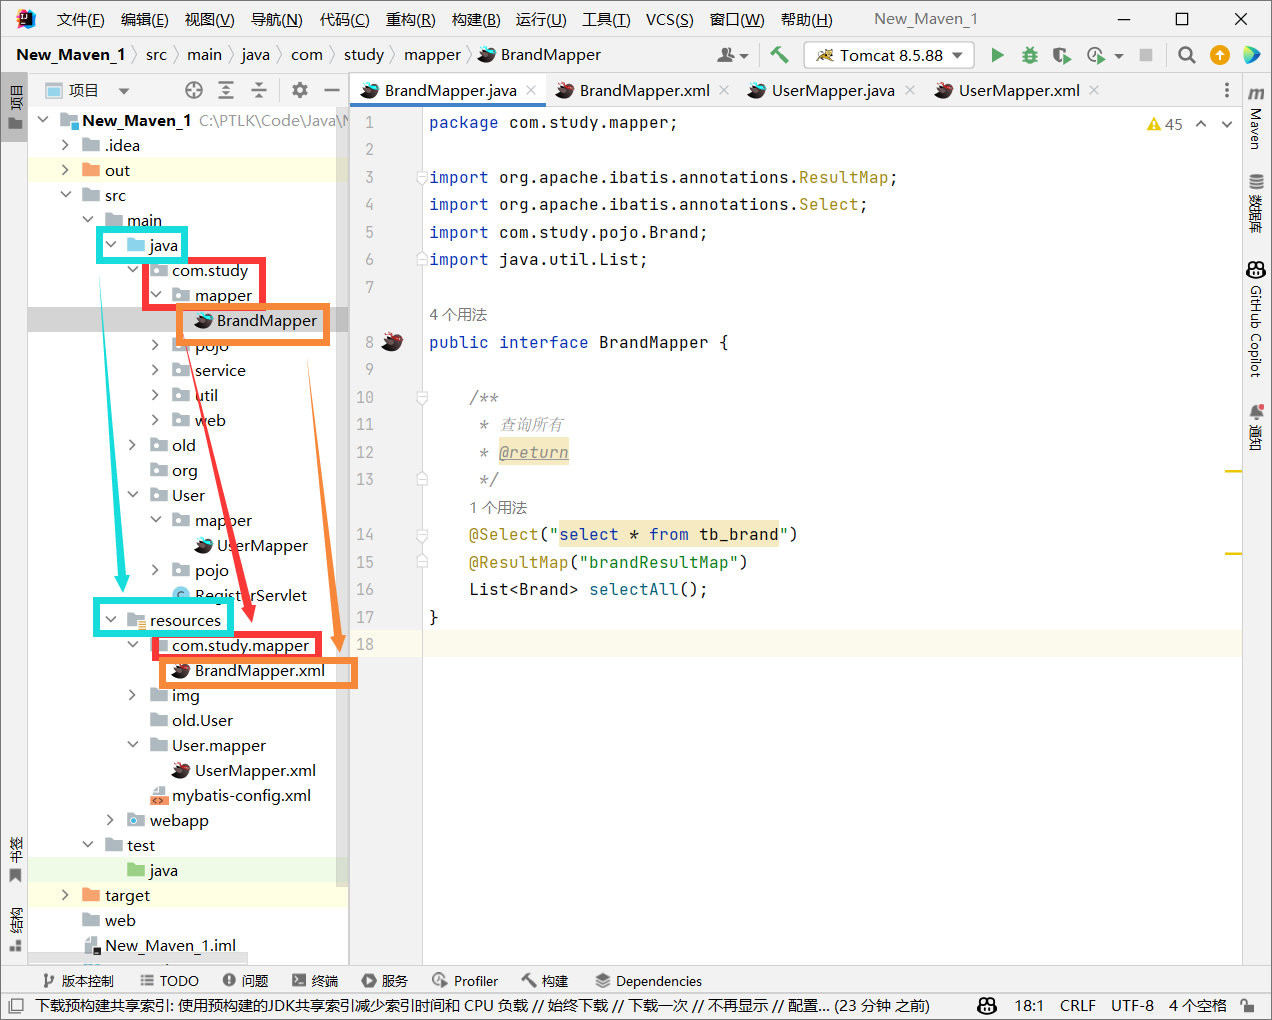 文件(F) 编辑(E) 视图(V) 导航(N) 代码(C) 重构(R) 构建(B) 运行(U) 工具(T) VCS(S) 窗口(W) 帮助(H) New_Maven_1
New_Maven_1 src main java com study mapper BrandMapper Tomcat 8.5.88
项目
项目
BrandMapper.java BrandMapper.xml UserMapper.java UserMapper.xml
New_Maven_1 C:\PTLK\Code\Java\
.idea
out
src
main
java
com.study
mapper
BrandMapper
pojo
service
util
web
old
org
User
mapper
UserMapper
pojo
RegisterServlet
resources
com.study.mapper
BrandMapper.xml
img
old.User
User.mapper
UserMapper.xml
mybatis-config.xml
webapp
test
java
target
web
New_Maven_1.iml
书签
结构
1 package com.study.mapper;
2
3 import org.apache.ibatis.annotations.ResultMap;
4 import org.apache.ibatis.annotations.Select;
5 import com.study.pojo.Brand;
6 import java.util.List;
7
4 个用法
8 public interface BrandMapper {
9
10 /**
11 * 查询所有
12 * @return
13 */
1 个用法
14 @Select("select * from tb_brand")
15 @ResultMap("brandResultMap")
16 List<Brand> selectAll();
17 }
18
45
Maven
数据库
GitHub Copilot
通知
版本控制 TODO 问题 终端 服务 Profiler 构建 Dependencies
下载预构建共享索引: 使用预构建的JDK共享索引减少索引时间和 CPU 负载 // 始终下载 // 下载一次 // 不再显示 // 配置... (23 分钟 之前) 18:1 CRLF UTF-8 4 个空格